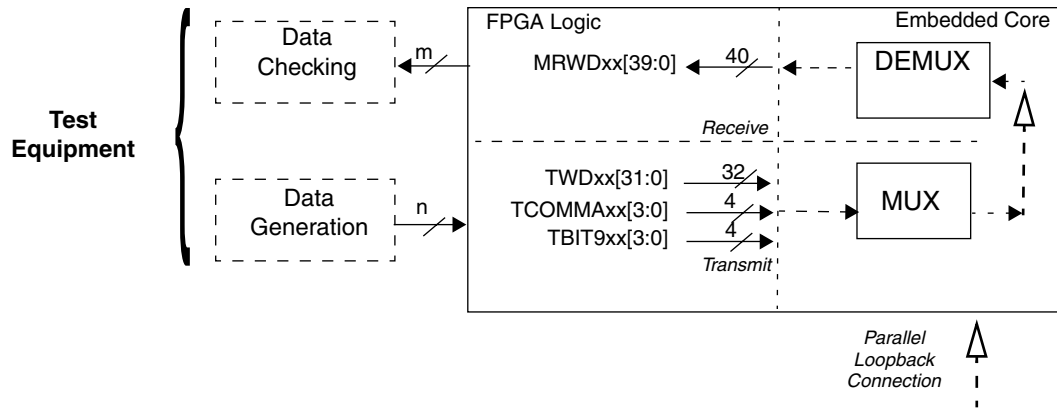 FPGA Logic
Embedded Core
Data
Checking
m
MRWDxx[39:0]
40
DEMUX
Test
Equipment
Receive
Data
Generation
n
TWDxx[31:0]
32
TCOMMAxx[3:0]
4
TBIT9xx[3:0]
4
MUX
Transmit
Parallel
Loopback
Connection